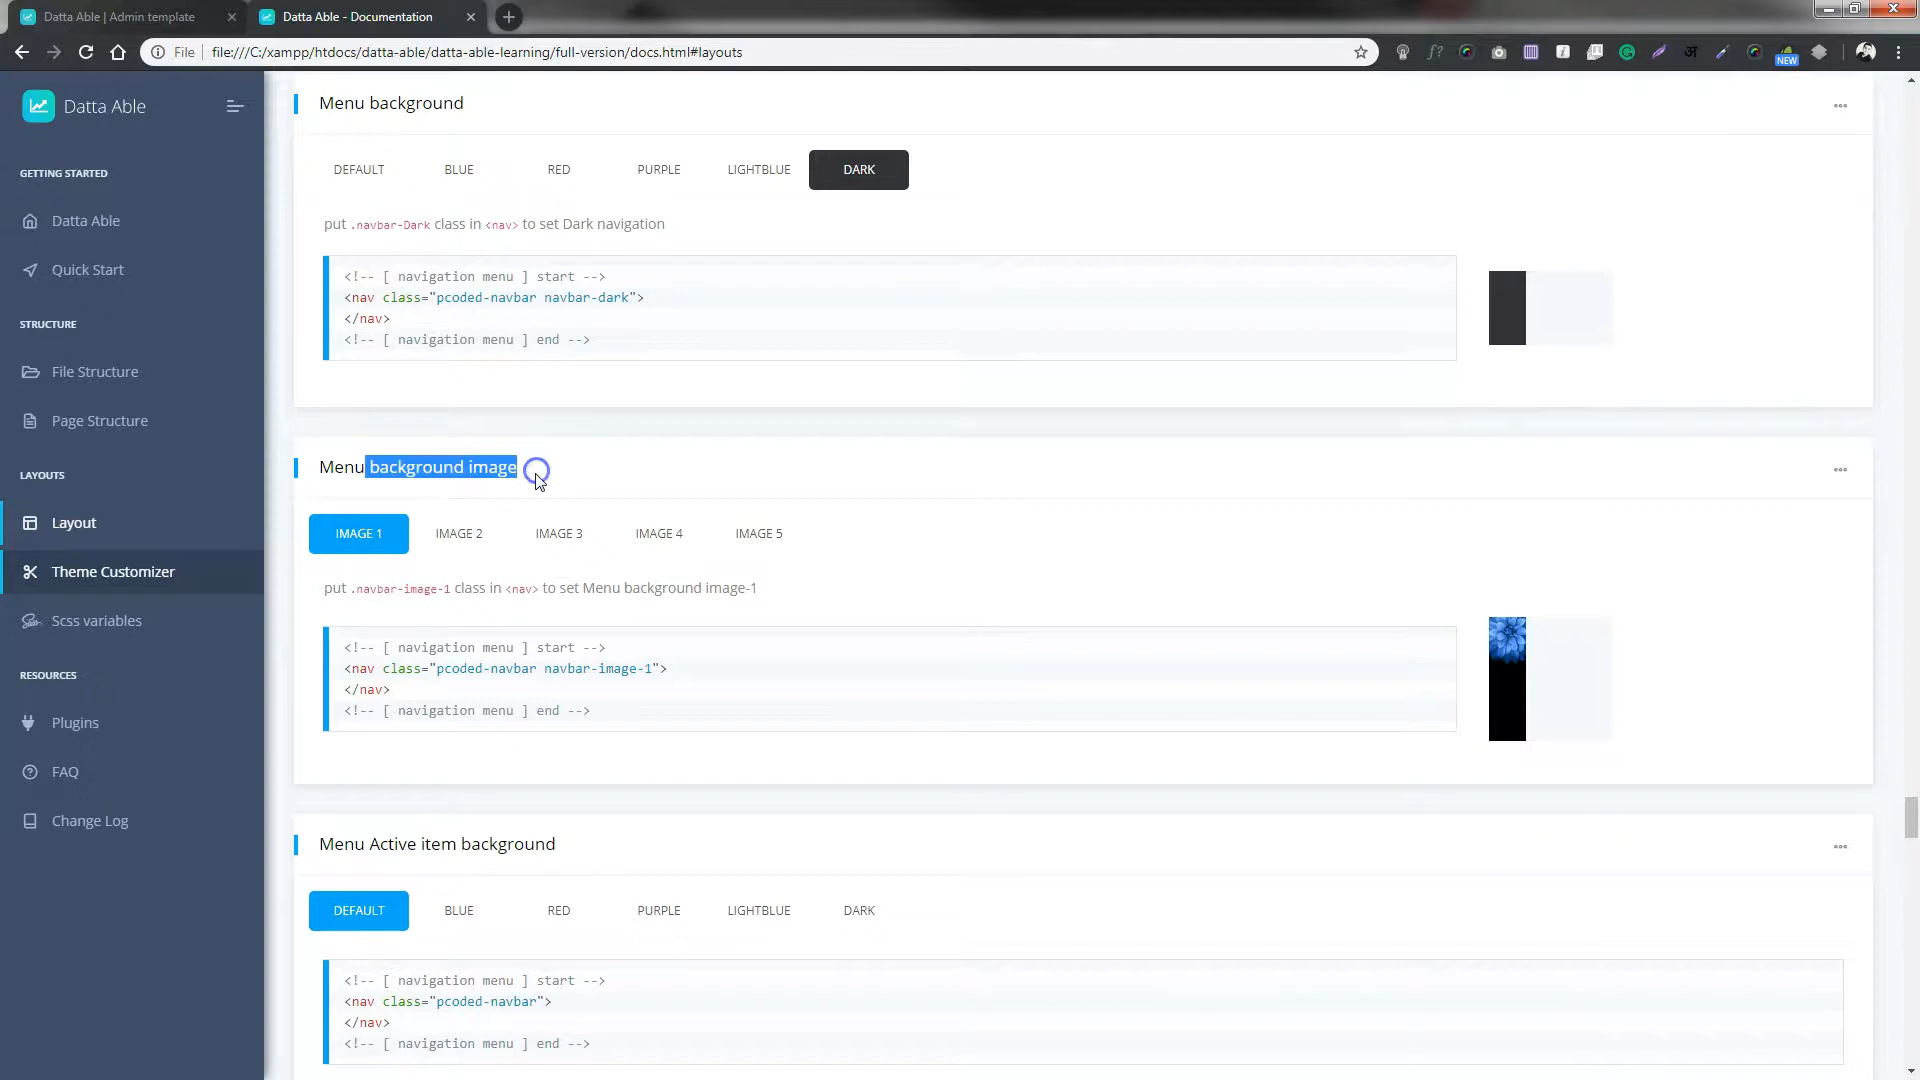 Datta Able | Admin template
Datta Able - Documentation
File
file:///C:/xampp/htdocs/datta-able/datta-able-learning/full-version/docs.html#layouts
f?
अ
NEW
Datta Able
GETTING STARTED
Datta Able
Quick Start
STRUCTURE
File Structure
Page Structure
LAYOUTS
Layout
Theme Customizer
Scss variables
RESOURCES
Plugins
FAQ
Change Log
Menu background
DEFAULT BLUE RED PURPLE LIGHTBLUE DARK
put .navbar-Dark class in <nav> to set Dark navigation
<!-- [ navigation menu ] start -->
<nav class="pcoded-navbar navbar-dark">
</nav>
<!-- [ navigation menu ] end -->
Menu background image
IMAGE 1 IMAGE 2 IMAGE 3 IMAGE 4 IMAGE 5
put .navbar-image-1 class in <nav> to set Menu background image-1
<!-- [ navigation menu ] start -->
<nav class="pcoded-navbar navbar-image-1">
</nav>
<!-- [ navigation menu ] end -->
Menu Active item background
DEFAULT BLUE RED PURPLE LIGHTBLUE DARK
<!-- [ navigation menu ] start -->
<nav class="pcoded-navbar">
</nav>
<!-- [ navigation menu ] end -->